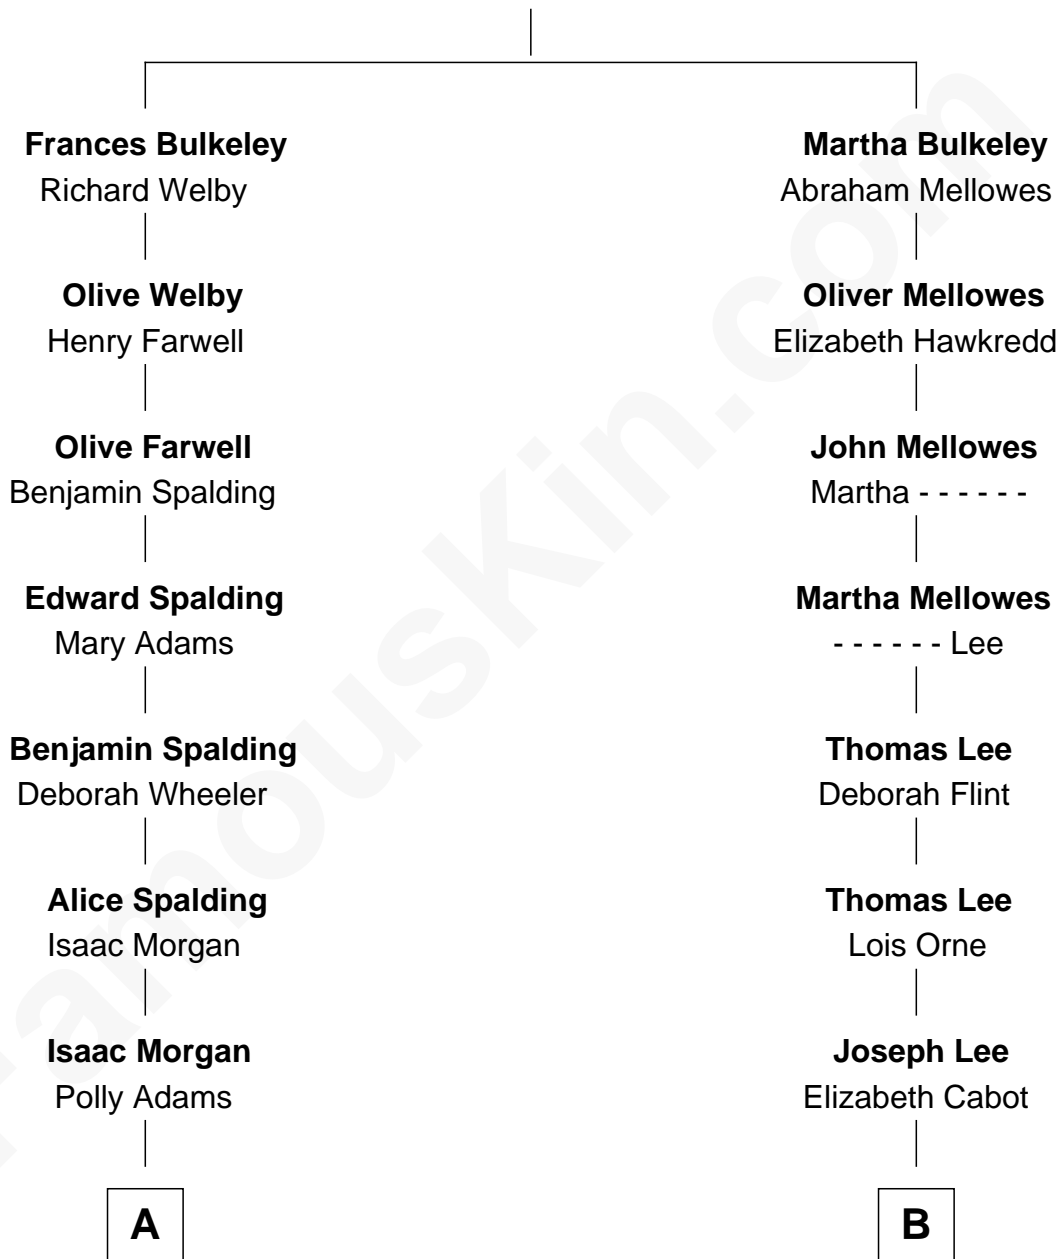 Frances Bulkeley
Richard Welby
Martha Bulkeley
Abraham Mellowes
Olive Welby
Henry Farwell
Oliver Mellowes
Elizabeth Hawkredd
Olive Farwell
Benjamin Spalding
John Mellowes
Martha - - - - - -
Edward Spalding
Mary Adams
Martha Mellowes
- - - - - - Lee
Benjamin Spalding
Deborah Wheeler
Thomas Lee
Deborah Flint
Alice Spalding
Isaac Morgan
Thomas Lee
Lois Orne
Isaac Morgan
Polly Adams
Joseph Lee
Elizabeth Cabot
A
B
FamousKin.com